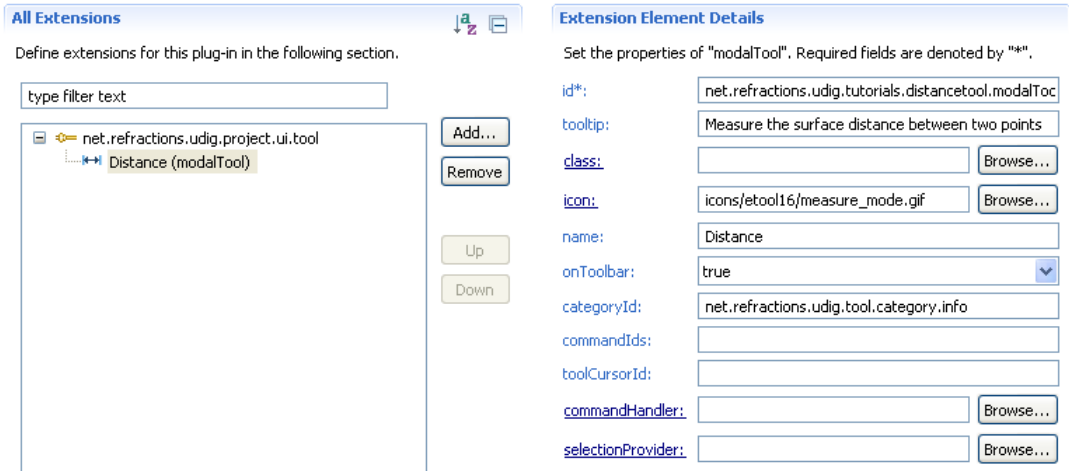 All Extensions
Define extensions for this plug-in in the following section.
type filter text
net.refractions.udig.project.ui.tool
Distance (modalTool)
Add...
Remove
Up
Down
Extension Element Details
Set the properties of "modalTool". Required fields are denoted by "*".
id*: net.refractions.udig.tutorials.distancetool.modalToc
tooltip: Measure the surface distance between two points
class: Browse...
icon: icons/etool16/measure_mode.gif Browse...
name: Distance
onToolbar: true
categoryId: net.refractions.udig.tool.category.info
commandIds:
toolCursorId:
commandHandler: Browse...
selectionProvider: Browse...